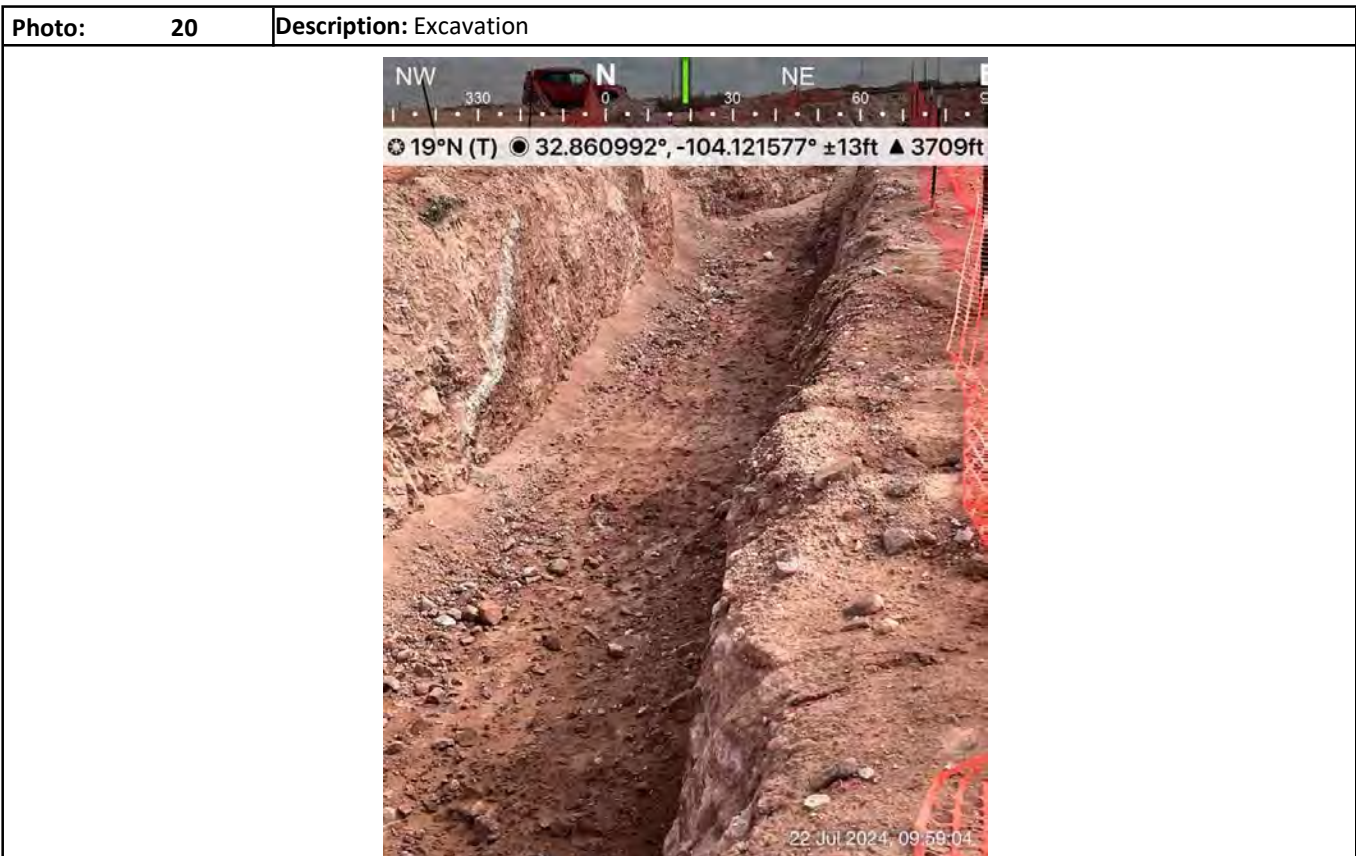 Photo: 20 Description: Excavation
NW N NE E
330 0 30 60 9
19°N (T) 32.860992°, -104.121577° ±13ft ▲ 3709ft
22 Jul 2024, 09:59:04